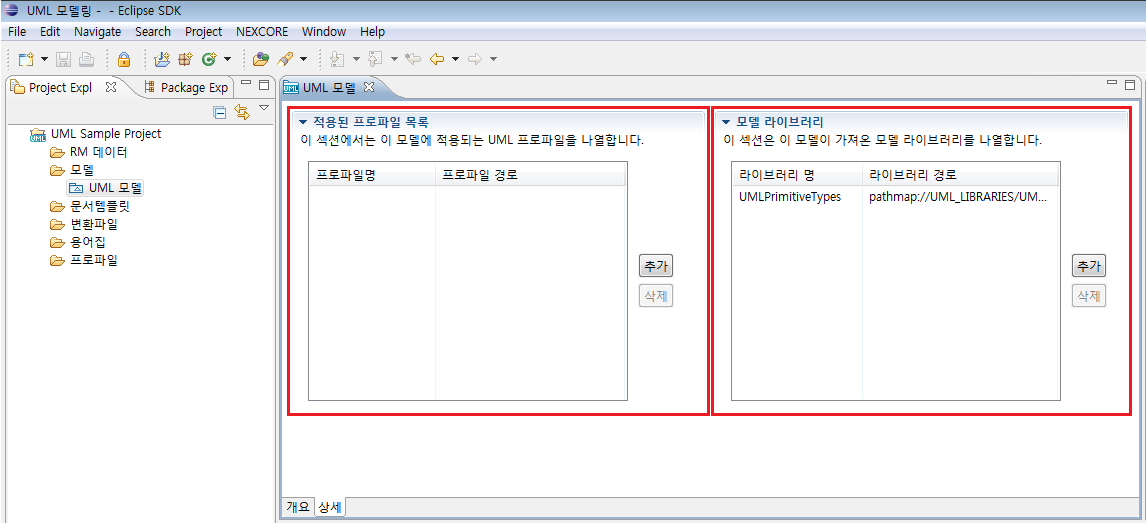 UML 모델링 - - Eclipse SDK
File Edit Navigate Search Project NEXCORE Window Help
Project Expl
Package Exp
UML Sample Project
RM 데이터
모델
UML 모델
문서템플릿
변환파일
용어집
프로파일
UML 모델
적용된 프로파일 목록
이 섹션에서는 이 모델에 적용되는 UML 프로파일을 나열합니다.
프로파일명 프로파일 경로
추가
삭제
모델 라이브러리
이 섹션은 이 모델이 가져온 모델 라이브러리를 나열합니다.
라이브러리 명 라이브러리 경로
UMLPrimitiveTypes pathmap://UML_LIBRARIES/UM...
추가
삭제
개요 상세